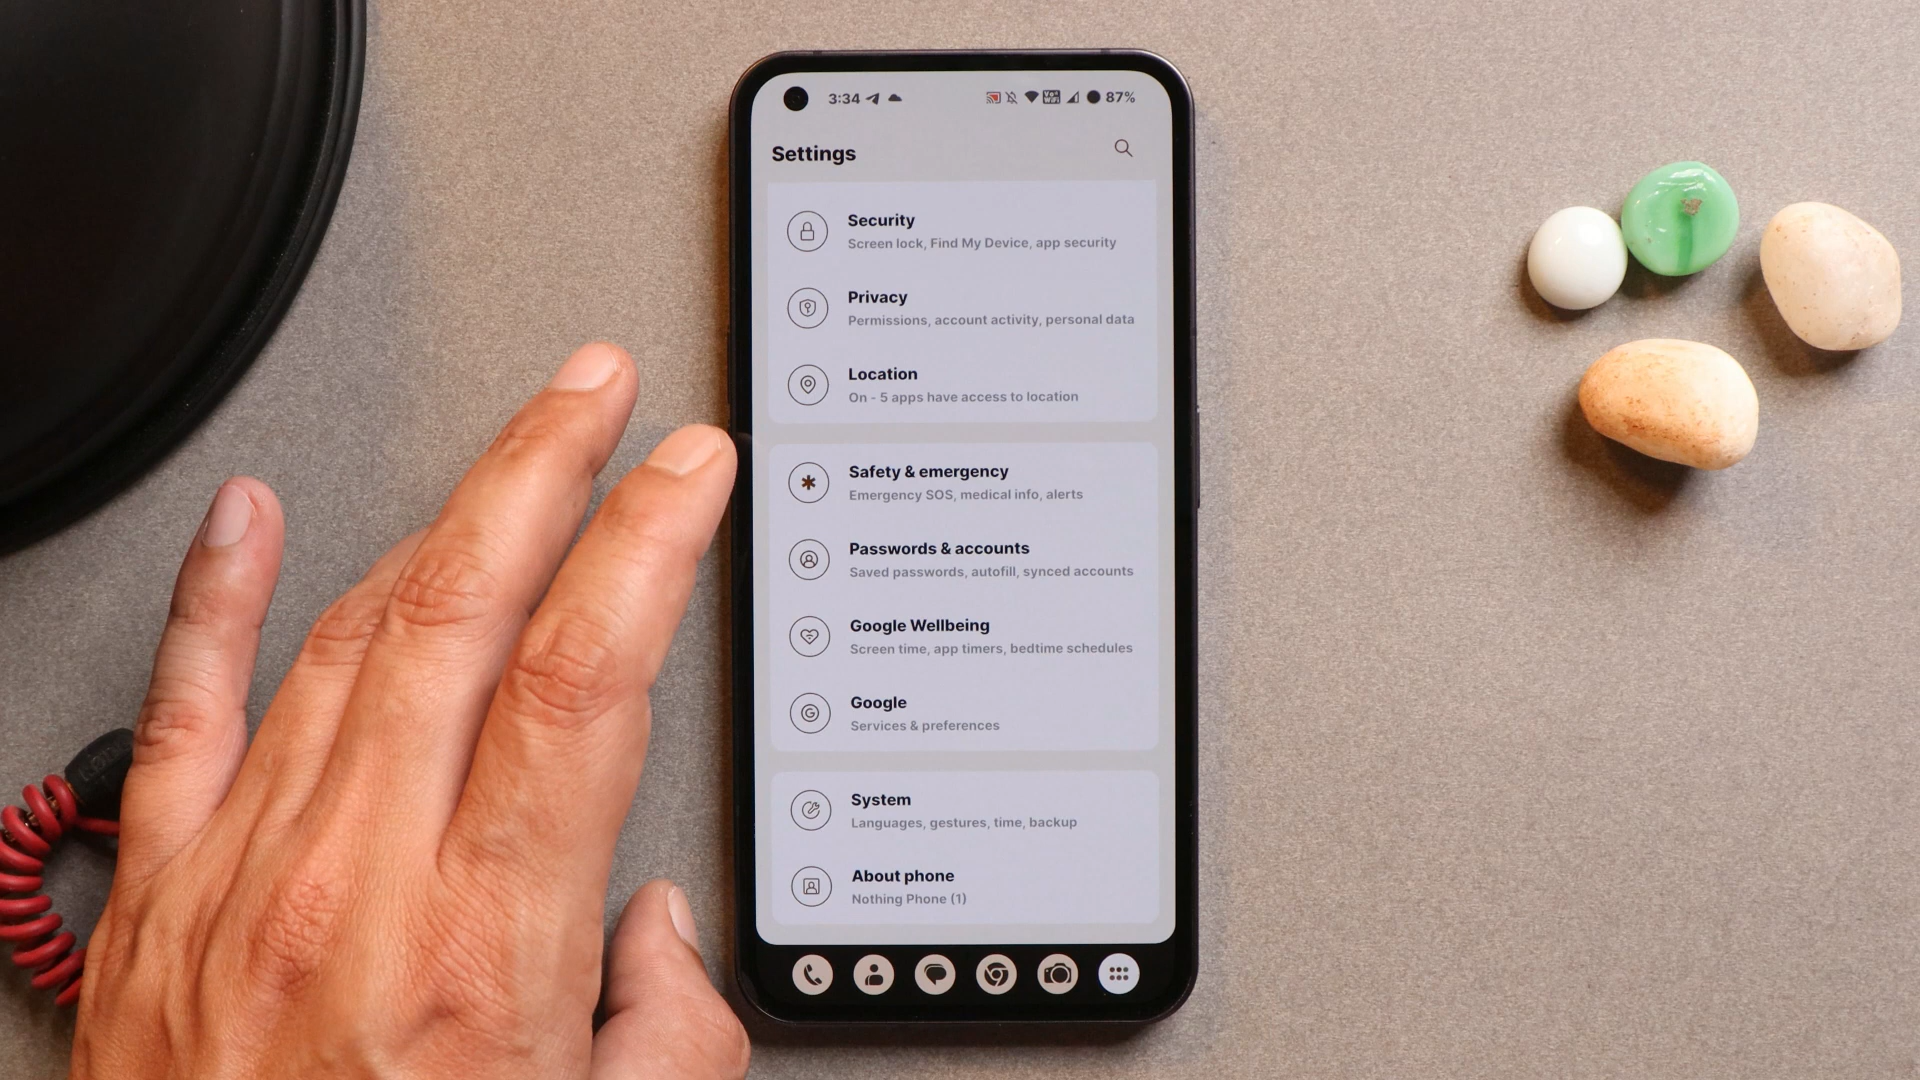 3:34 87%
Settings
Security
Screen lock, Find My Device, app security
Privacy
Permissions, account activity, personal data
Location
On - 5 apps have access to location
Safety & emergency
Emergency SOS, medical info, alerts
Passwords & accounts
Saved passwords, autofill, synced accounts
Google Wellbeing
Screen time, app timers, bedtime schedules
Google
Services & preferences
System
Languages, gestures, time, backup
About phone
Nothing Phone (1)